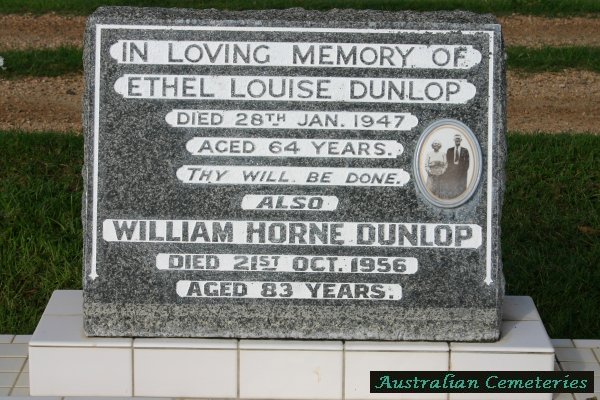 IN LOVING MEMORY OF
ETHEL LOUISE DUNLOP
DIED 28TH JAN. 1947
AGED 64 YEARS.
THY WILL BE DONE.
ALSO
WILLIAM HORNE DUNLOP
DIED 21ST OCT. 1956
AGED 83 YEARS.
Australian Cemeteries